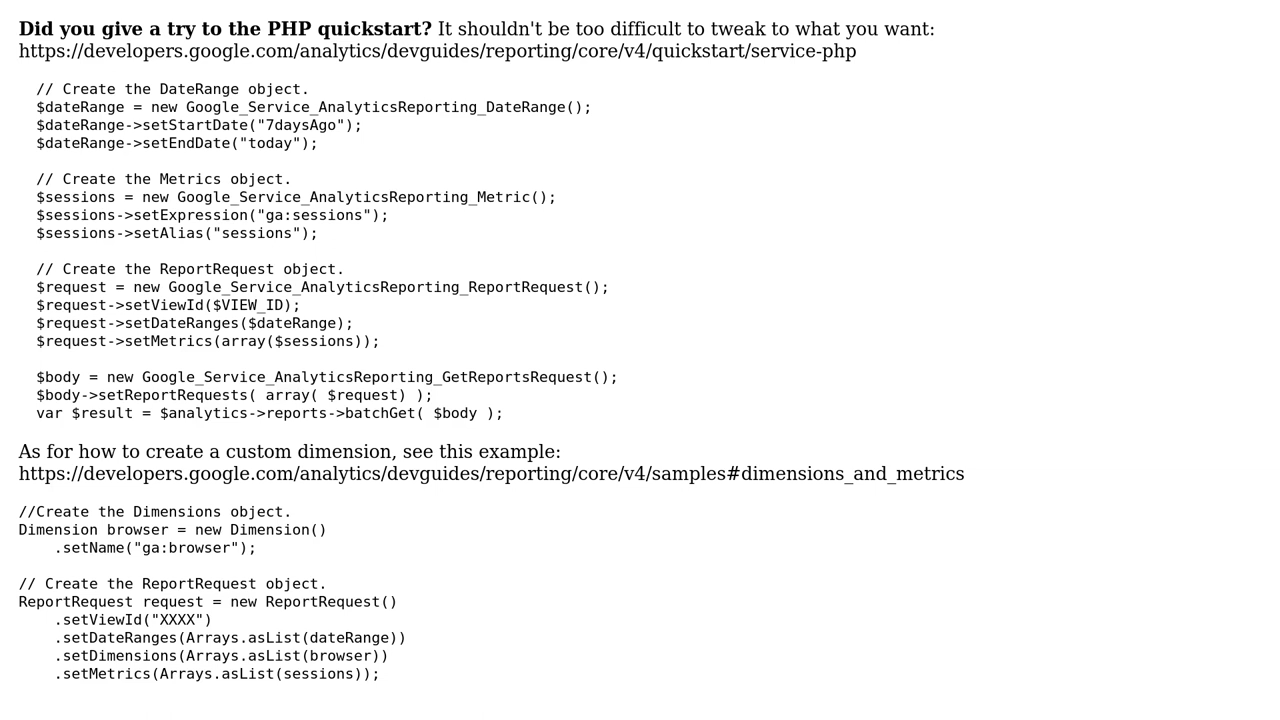 Did you give a try to the PHP quickstart? It shouldn't be too difficult to tweak to what you want:
https://developers.google.com/analytics/devguides/reporting/core/v4/quickstart/service-php
// Create the DateRange object.
$dateRange = new Google_Service_AnalyticsReporting_DateRange();
$dateRange->setStartDate("7daysAgo");
$dateRange->setEndDate("today");
// Create the Metrics object.
$sessions = new Google_Service_AnalyticsReporting_Metric();
$sessions->setExpression("ga:sessions");
$sessions->setAlias("sessions");
// Create the ReportRequest object.
$request = new Google_Service_AnalyticsReporting_ReportRequest();
$request->setViewId($VIEW_ID);
$request->setDateRanges($dateRange);
$request->setMetrics(array($sessions));
$body = new Google_Service_AnalyticsReporting_GetReportsRequest();
$body->setReportRequests( array( $request) );
var $result = $analytics->reports->batchGet( $body );
As for how to create a custom dimension, see this example:
https://developers.google.com/analytics/devguides/reporting/core/v4/samples#dimensions_and_metrics
//Create the Dimensions object.
Dimension browser = new Dimension()
    .setName("ga:browser");
// Create the ReportRequest object.
ReportRequest request = new ReportRequest()
    .setViewId("XXXX")
    .setDateRanges(Arrays.asList(dateRange))
    .setDimensions(Arrays.asList(browser))
    .setMetrics(Arrays.asList(sessions));